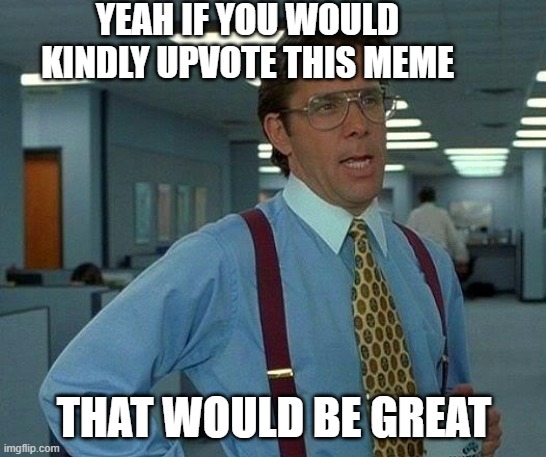 YEAH IF YOU WOULD
KINDLY UPVOTE THIS MEME
THAT WOULD BE GREAT
imgflip.com